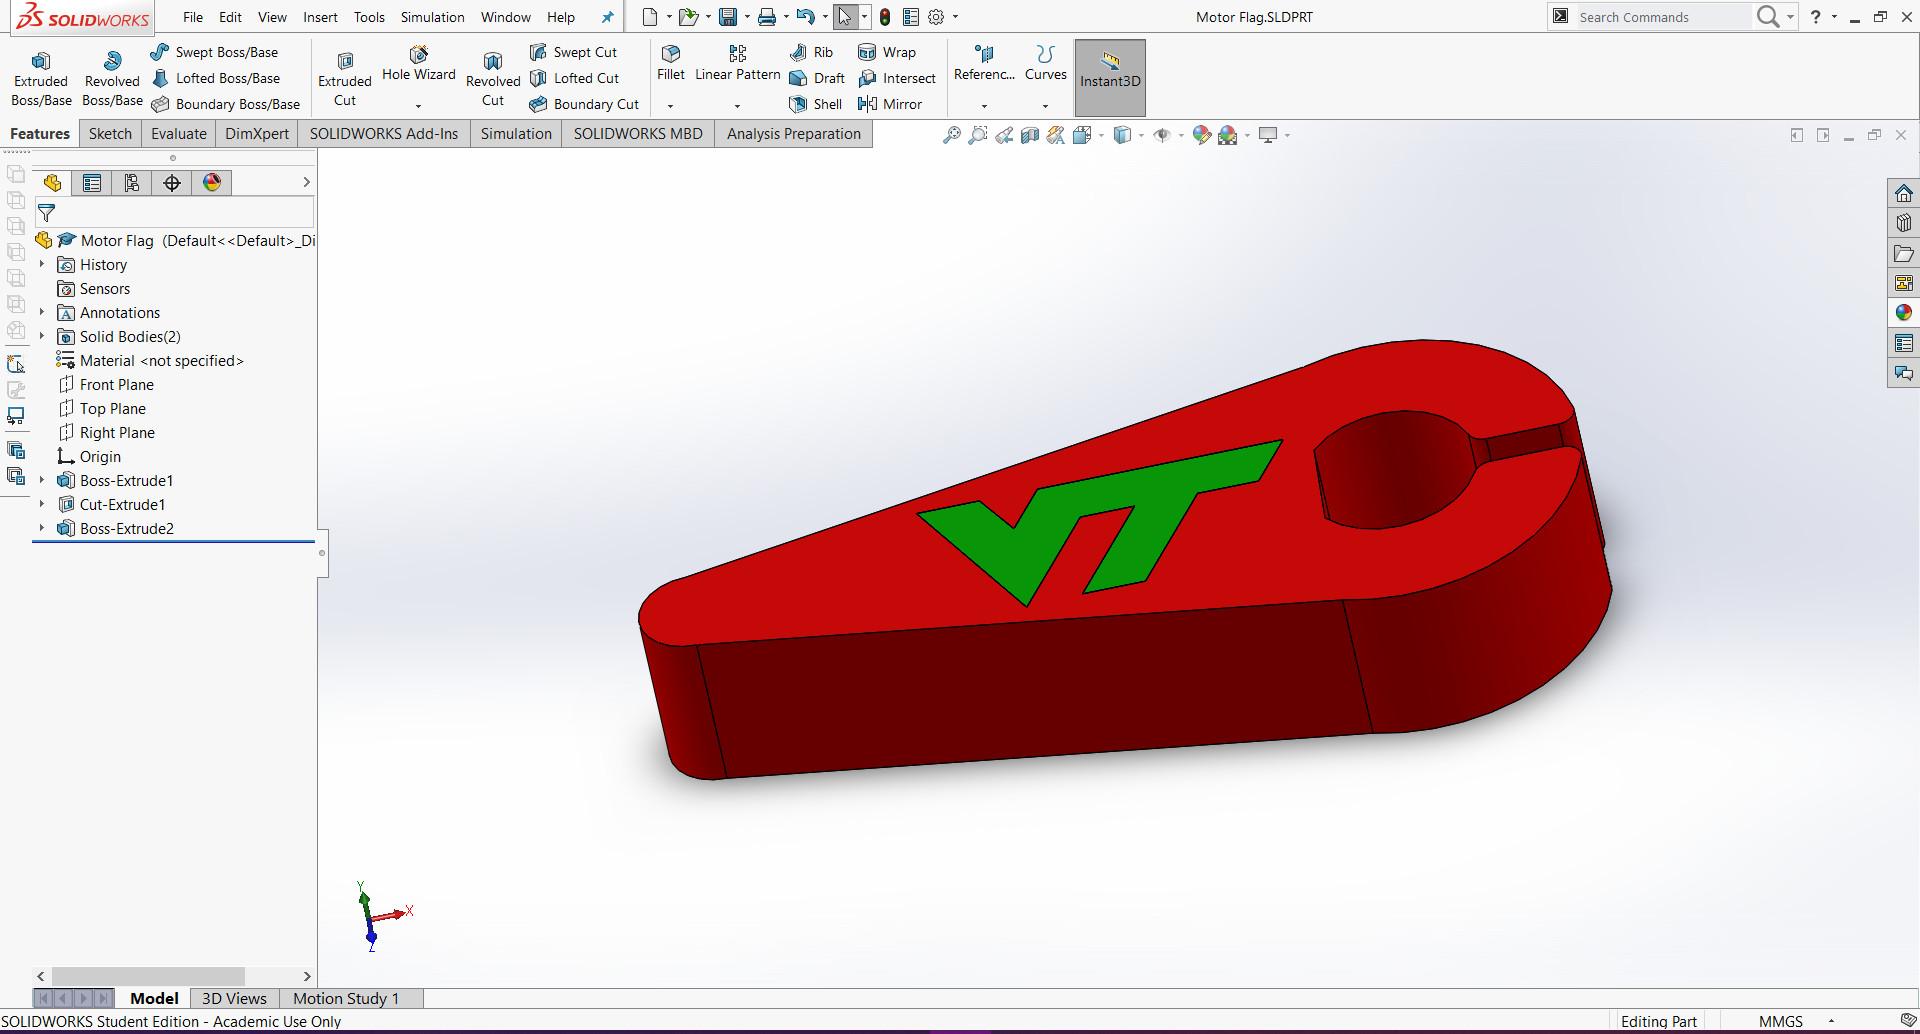 SOLIDWORKS File Edit View Insert Tools Simulation Window Help Motor Flag.SLDPRT Search Commands ?
Extruded Boss/Base Revolved Boss/Base Swept Boss/Base Lofted Boss/Base Boundary Boss/Base
Extruded Cut Hole Wizard Revolved Cut Swept Cut Lofted Cut Boundary Cut
Fillet Linear Pattern Rib Draft Shell Wrap Intersect Mirror
Referenc... Curves Instant3D
Features Sketch Evaluate DimXpert SOLIDWORKS Add-Ins Simulation SOLIDWORKS MBD Analysis Preparation
Motor Flag (Default<<Default>_Di
History
Sensors
A Annotations
Solid Bodies(2)
Material <not specified>
Front Plane
Top Plane
Right Plane
Origin
Boss-Extrude1
Cut-Extrude1
Boss-Extrude2
VT
Y
X
Z
Model 3D Views Motion Study 1
SOLIDWORKS Student Edition - Academic Use Only Editing Part MMGS